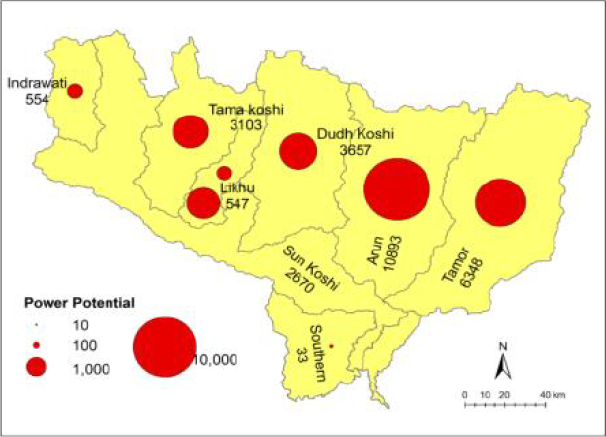 Indrawati
554
Tama koshi
3103
Dudh Koshi
3657
Likhu
547
Arun
10893
Tamor
6348
Sun Koshi
2670
Southern
33
Power Potential
10
100
1,000
10,000
N
0 10 20 40 km